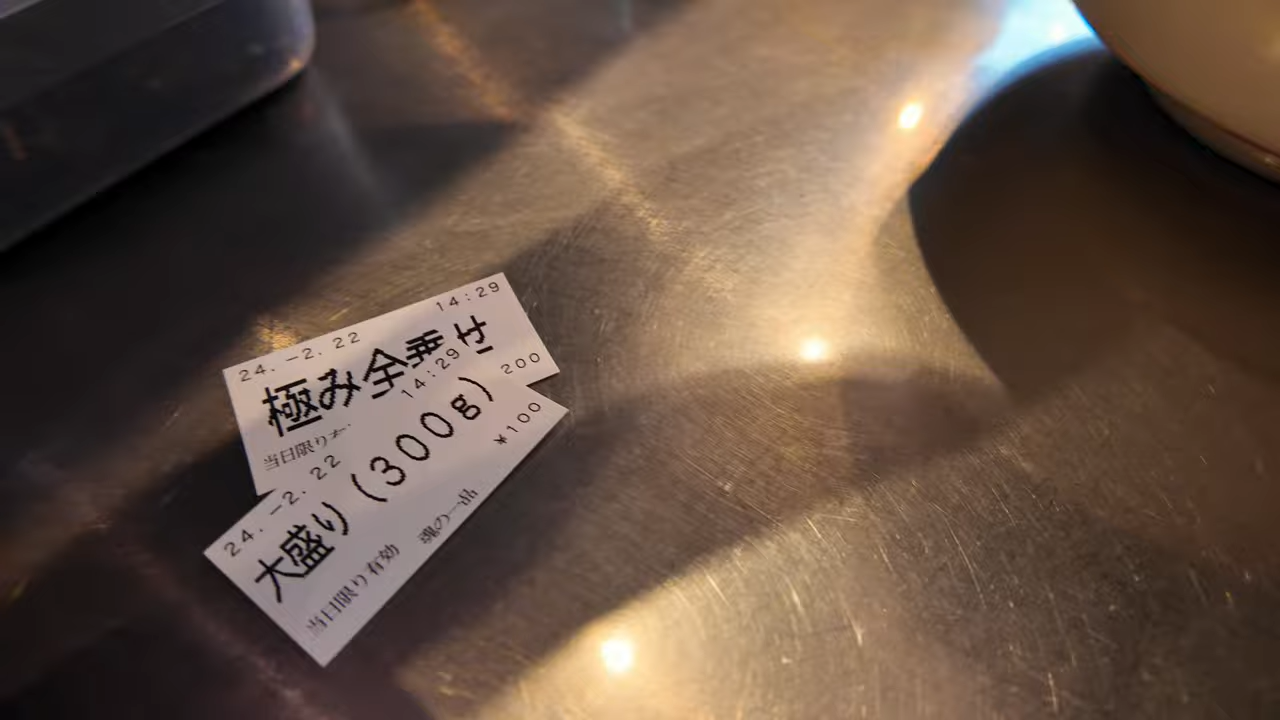 24.-2.22 14:29
極み全乗せ
200
当日限り
24.-2.22 14:29
大盛り(300g)
¥100
当日限り有効 魂の一品